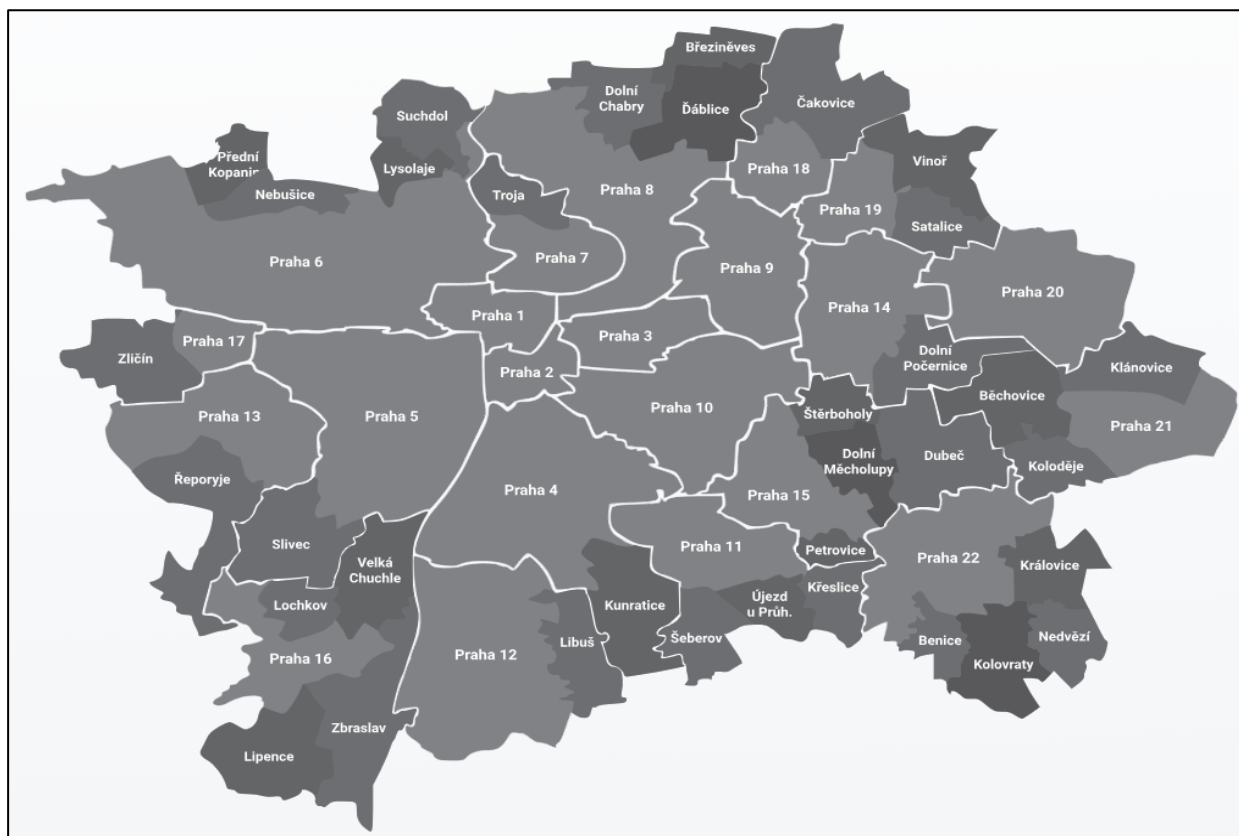 Březiněves
Dolní
Chabry
Ďáblice
Čakovice
Suchdol
Lysolaje
Přední
Kopanin
Nebušice
Troja
Praha 8
Praha 18
Vinoř
Praha 19
Satalice
Praha 6
Praha 7
Praha 9
Praha 20
Praha 14
Praha 1
Praha 3
Praha 17
Zličín
Praha 2
Dolní
Počernice
Klánovice
Běchovice
Praha 13
Praha 5
Praha 10
Štěrboholy
Praha 21
Dolní
Měcholupy
Dubeč
Koloděje
Řeporyje
Praha 4
Praha 15
Slivec
Velká
Chuchle
Praha 11
Petrovice
Praha 22
Královice
Lochkov
Kunratice
Újezd
u Průh.
Křeslice
Praha 16
Praha 12
Libuš
Šeberov
Benice
Nedvězí
Kolovraty
Zbraslav
Lipence